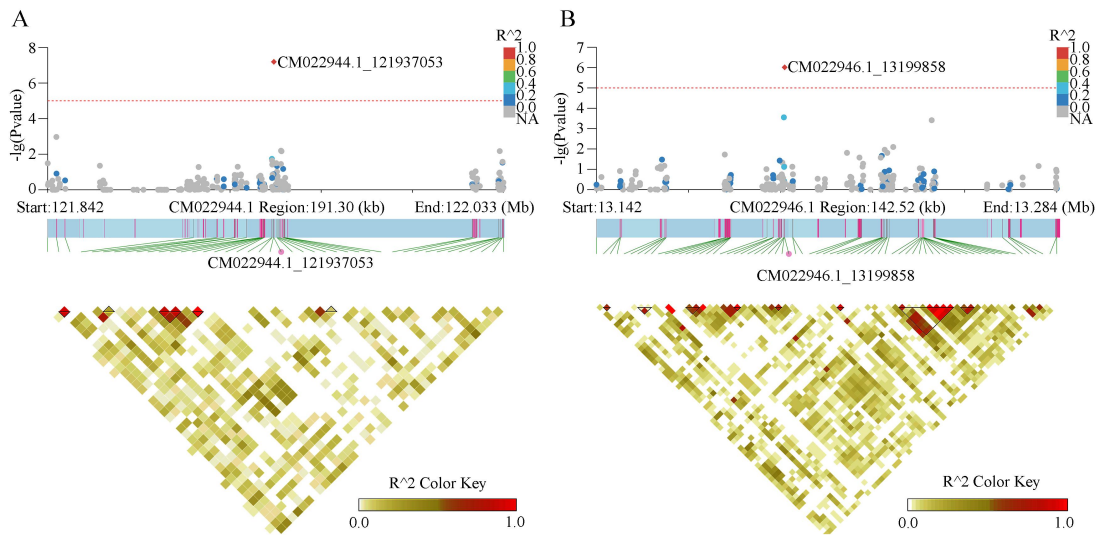 A
R^2
1.0
0.8
0.6
0.4
0.2
0.0
NA
8
6
4
2
0
-lg(Pvalue)
CM022944.1_121937053
Start:121.842 CM022944.1 Region:191.30 (kb) End:122.033 (Mb)
CM022944.1_121937053
R^2 Color Key
0.0 1.0
B
R^2
1.0
0.8
0.6
0.4
0.2
0.0
NA
7
6
5
4
3
2
1
0
-lg(Pvalue)
CM022946.1_13199858
Start:13.142 CM022946.1 Region:142.52 (kb) End:13.284 (Mb)
CM022946.1_13199858
R^2 Color Key
0.0 1.0